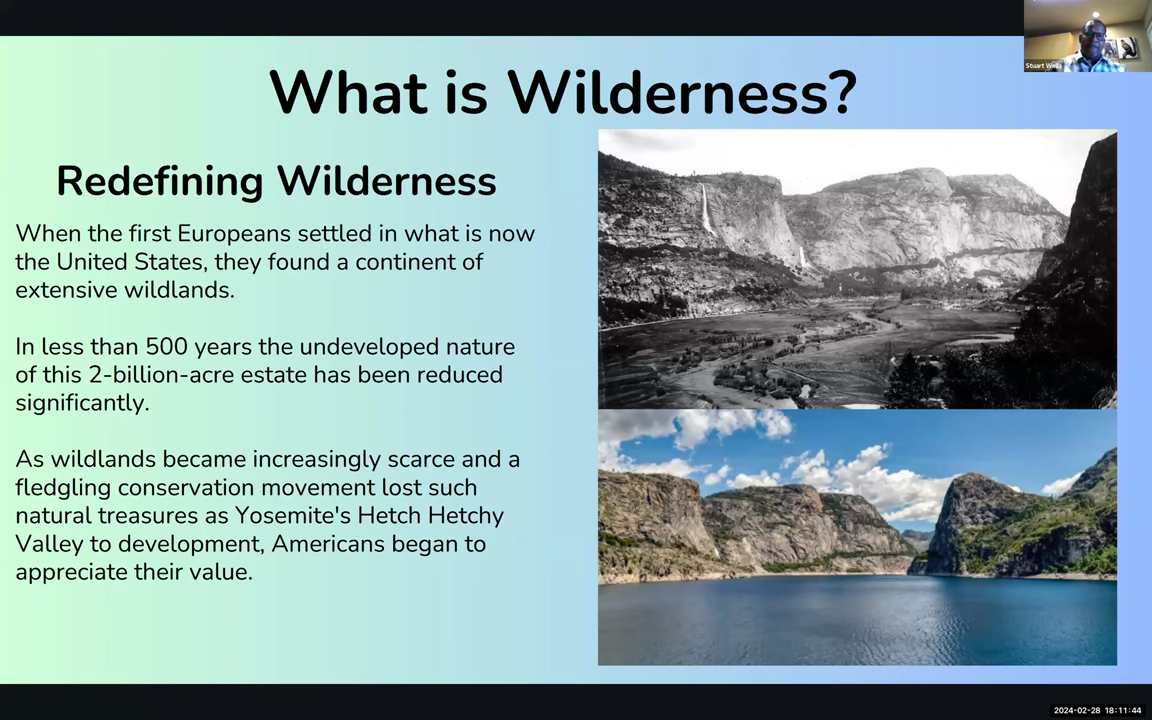 Stuart Wells
What is Wilderness?
Redefining Wilderness
When the first Europeans settled in what is now
the United States, they found a continent of
extensive wildlands.
In less than 500 years the undeveloped nature
of this 2-billion-acre estate has been reduced
significantly.
As wildlands became increasingly scarce and a
fledgling conservation movement lost such
natural treasures as Yosemite's Hetch Hetchy
Valley to development, Americans began to
appreciate their value.
2024-02-28 18:11:44